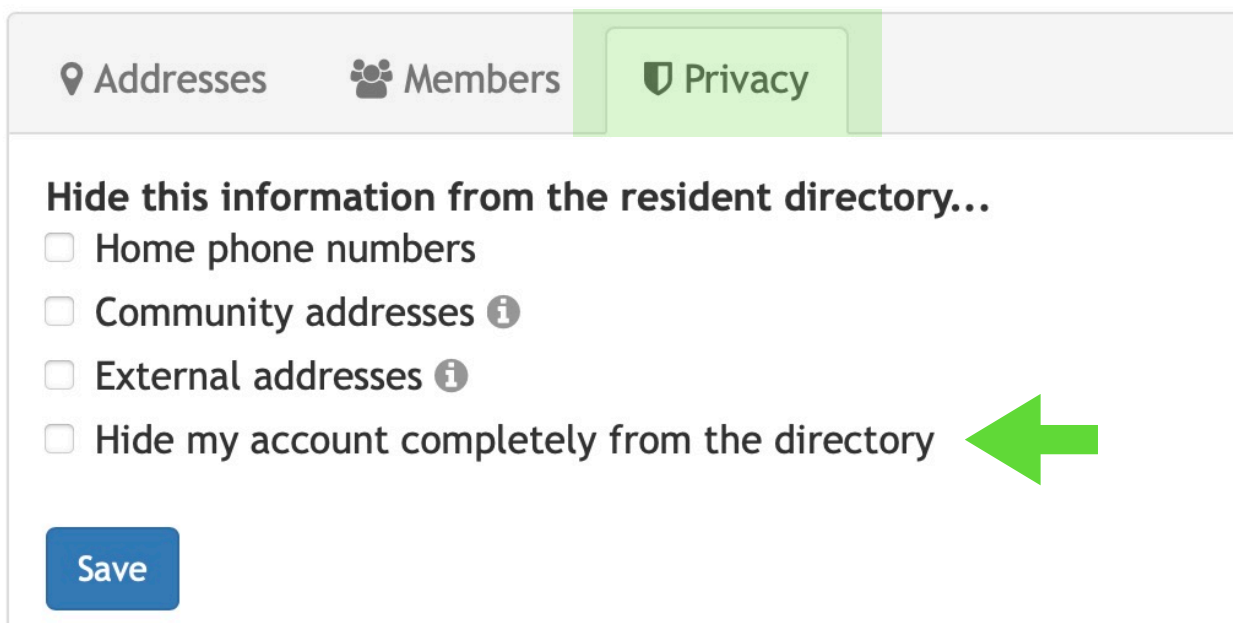 Addresses Members Privacy
Hide this information from the resident directory...
Home phone numbers
Community addresses
External addresses
Hide my account completely from the directory
Save